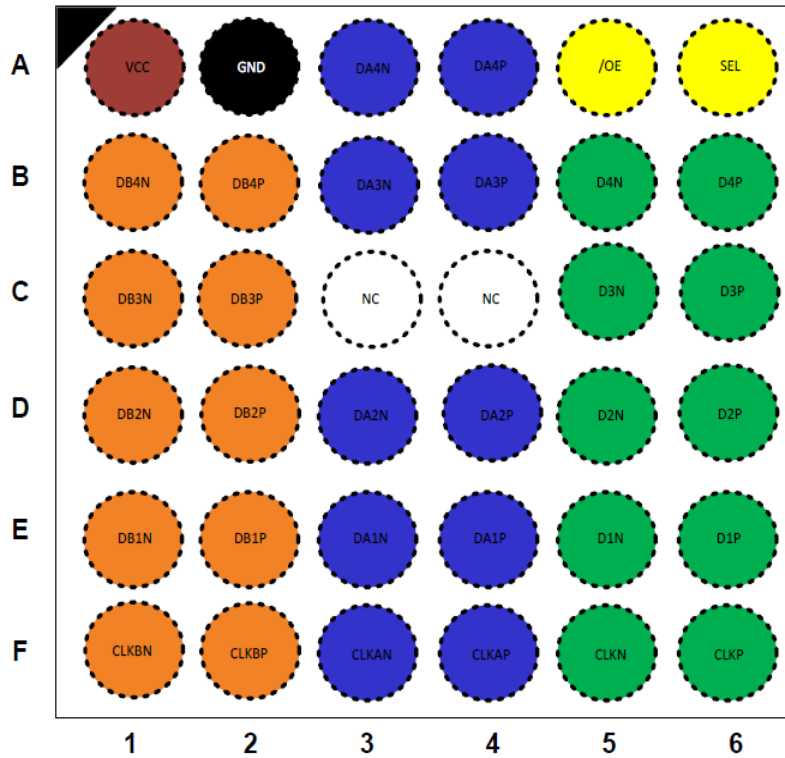 A VCC GND DA4N DA4P /OE SEL
B DB4N DB4P DA3N DA3P D4N D4P
C DB3N DB3P NC NC D3N D3P
D DB2N DB2P DA2N DA2P D2N D2P
E DB1N DB1P DA1N DA1P D1N D1P
F CLKBN CLKBP CLKAN CLKAP CLKN CLKP
1 2 3 4 5 6